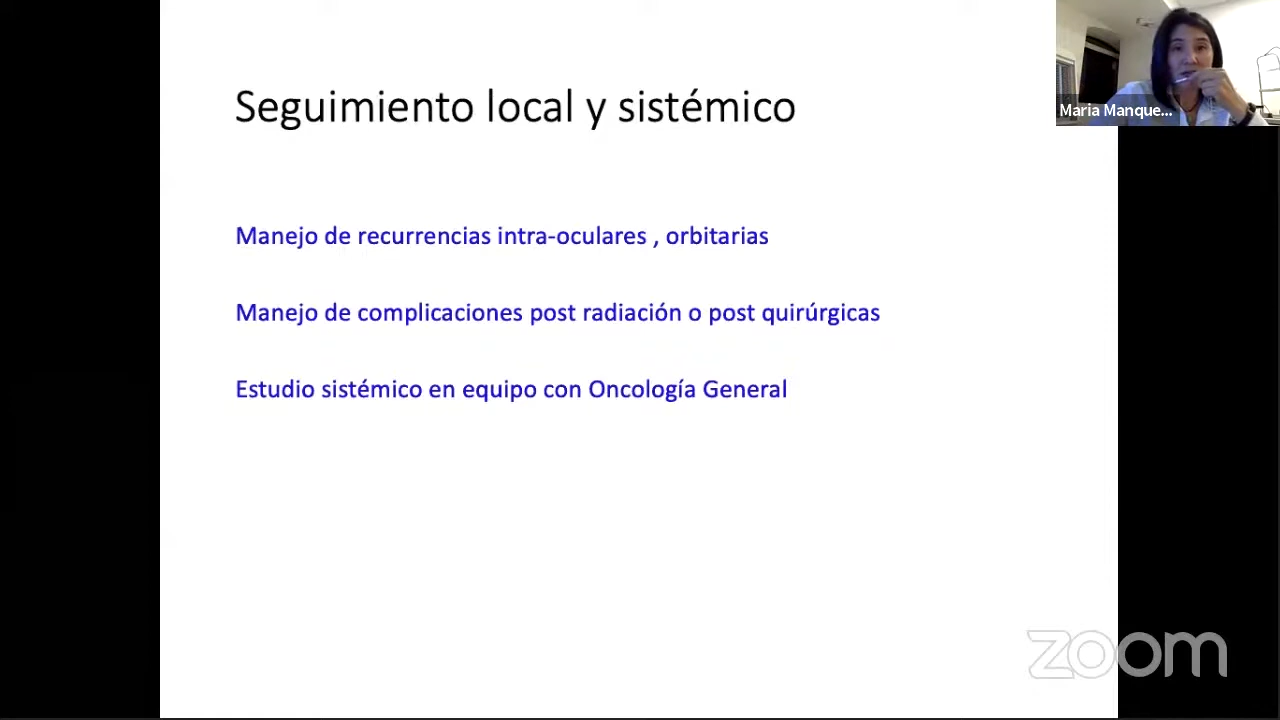 Seguimiento local y sistémico
Maria Manque...
Manejo de recurrencias intra-oculares , orbitarias
Manejo de complicaciones post radiación o post quirúrgicas
Estudio sistémico en equipo con Oncología General
zoom